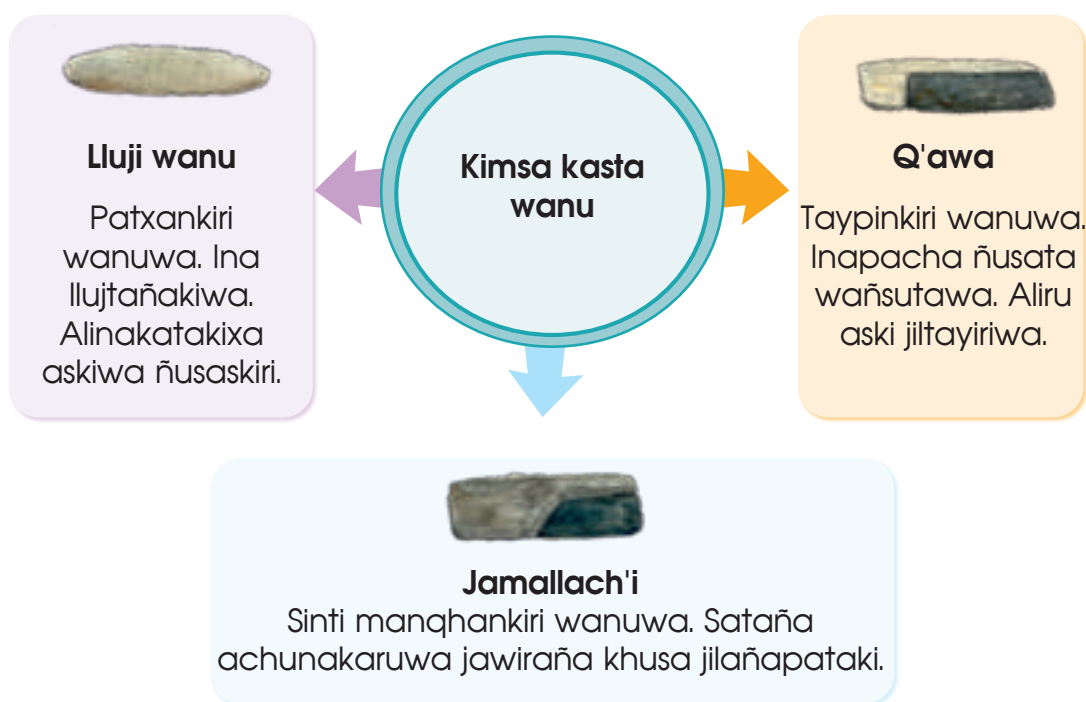 Kimsa kasta
wanu
Lluji wanu
Patxankiri
wanuwa. Ina
llujtañakiwa.
Alinakatakixa
askiwa ñusaskiri.
Q'awa
Taypinkiri wanuwa.
Inapacha ñusata
wañsutawa. Aliru
aski jiltayiriwa.
Jamallach'i
Sinti manqhankiri wanuwa. Sataña
achunakaruwa jawiraña khusa jilañapataki.